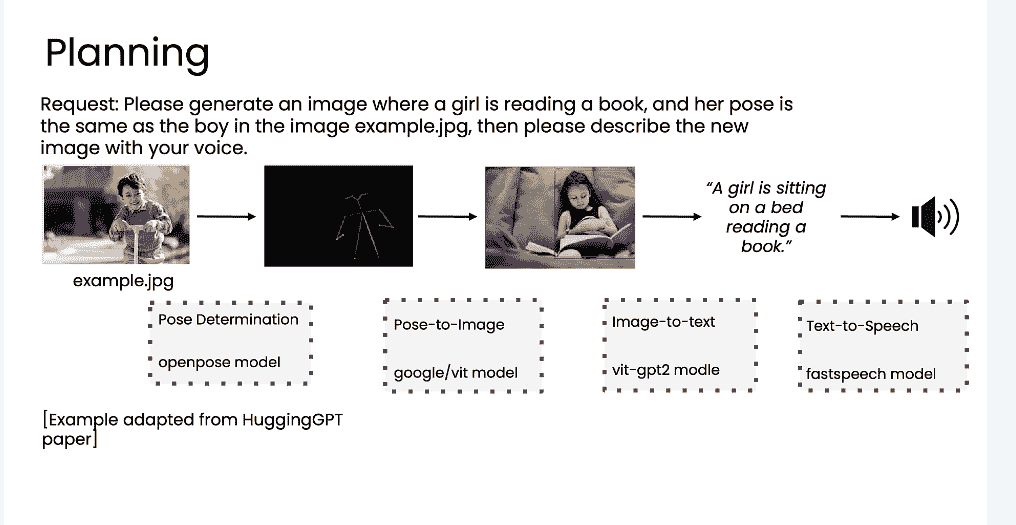 Planning
Request: Please generate an image where a girl is reading a book, and her pose is
the same as the boy in the image example.jpg, then please describe the new
image with your voice.
“A girl is sitting
on a bed
reading a
book.”
example.jpg
Pose Determination
openpose model
Pose-to-Image
google/vit model
Image-to-text
vit-gpt2 modle
Text-to-Speech
fastspeech model
[Example adapted from HuggingGPT
paper]